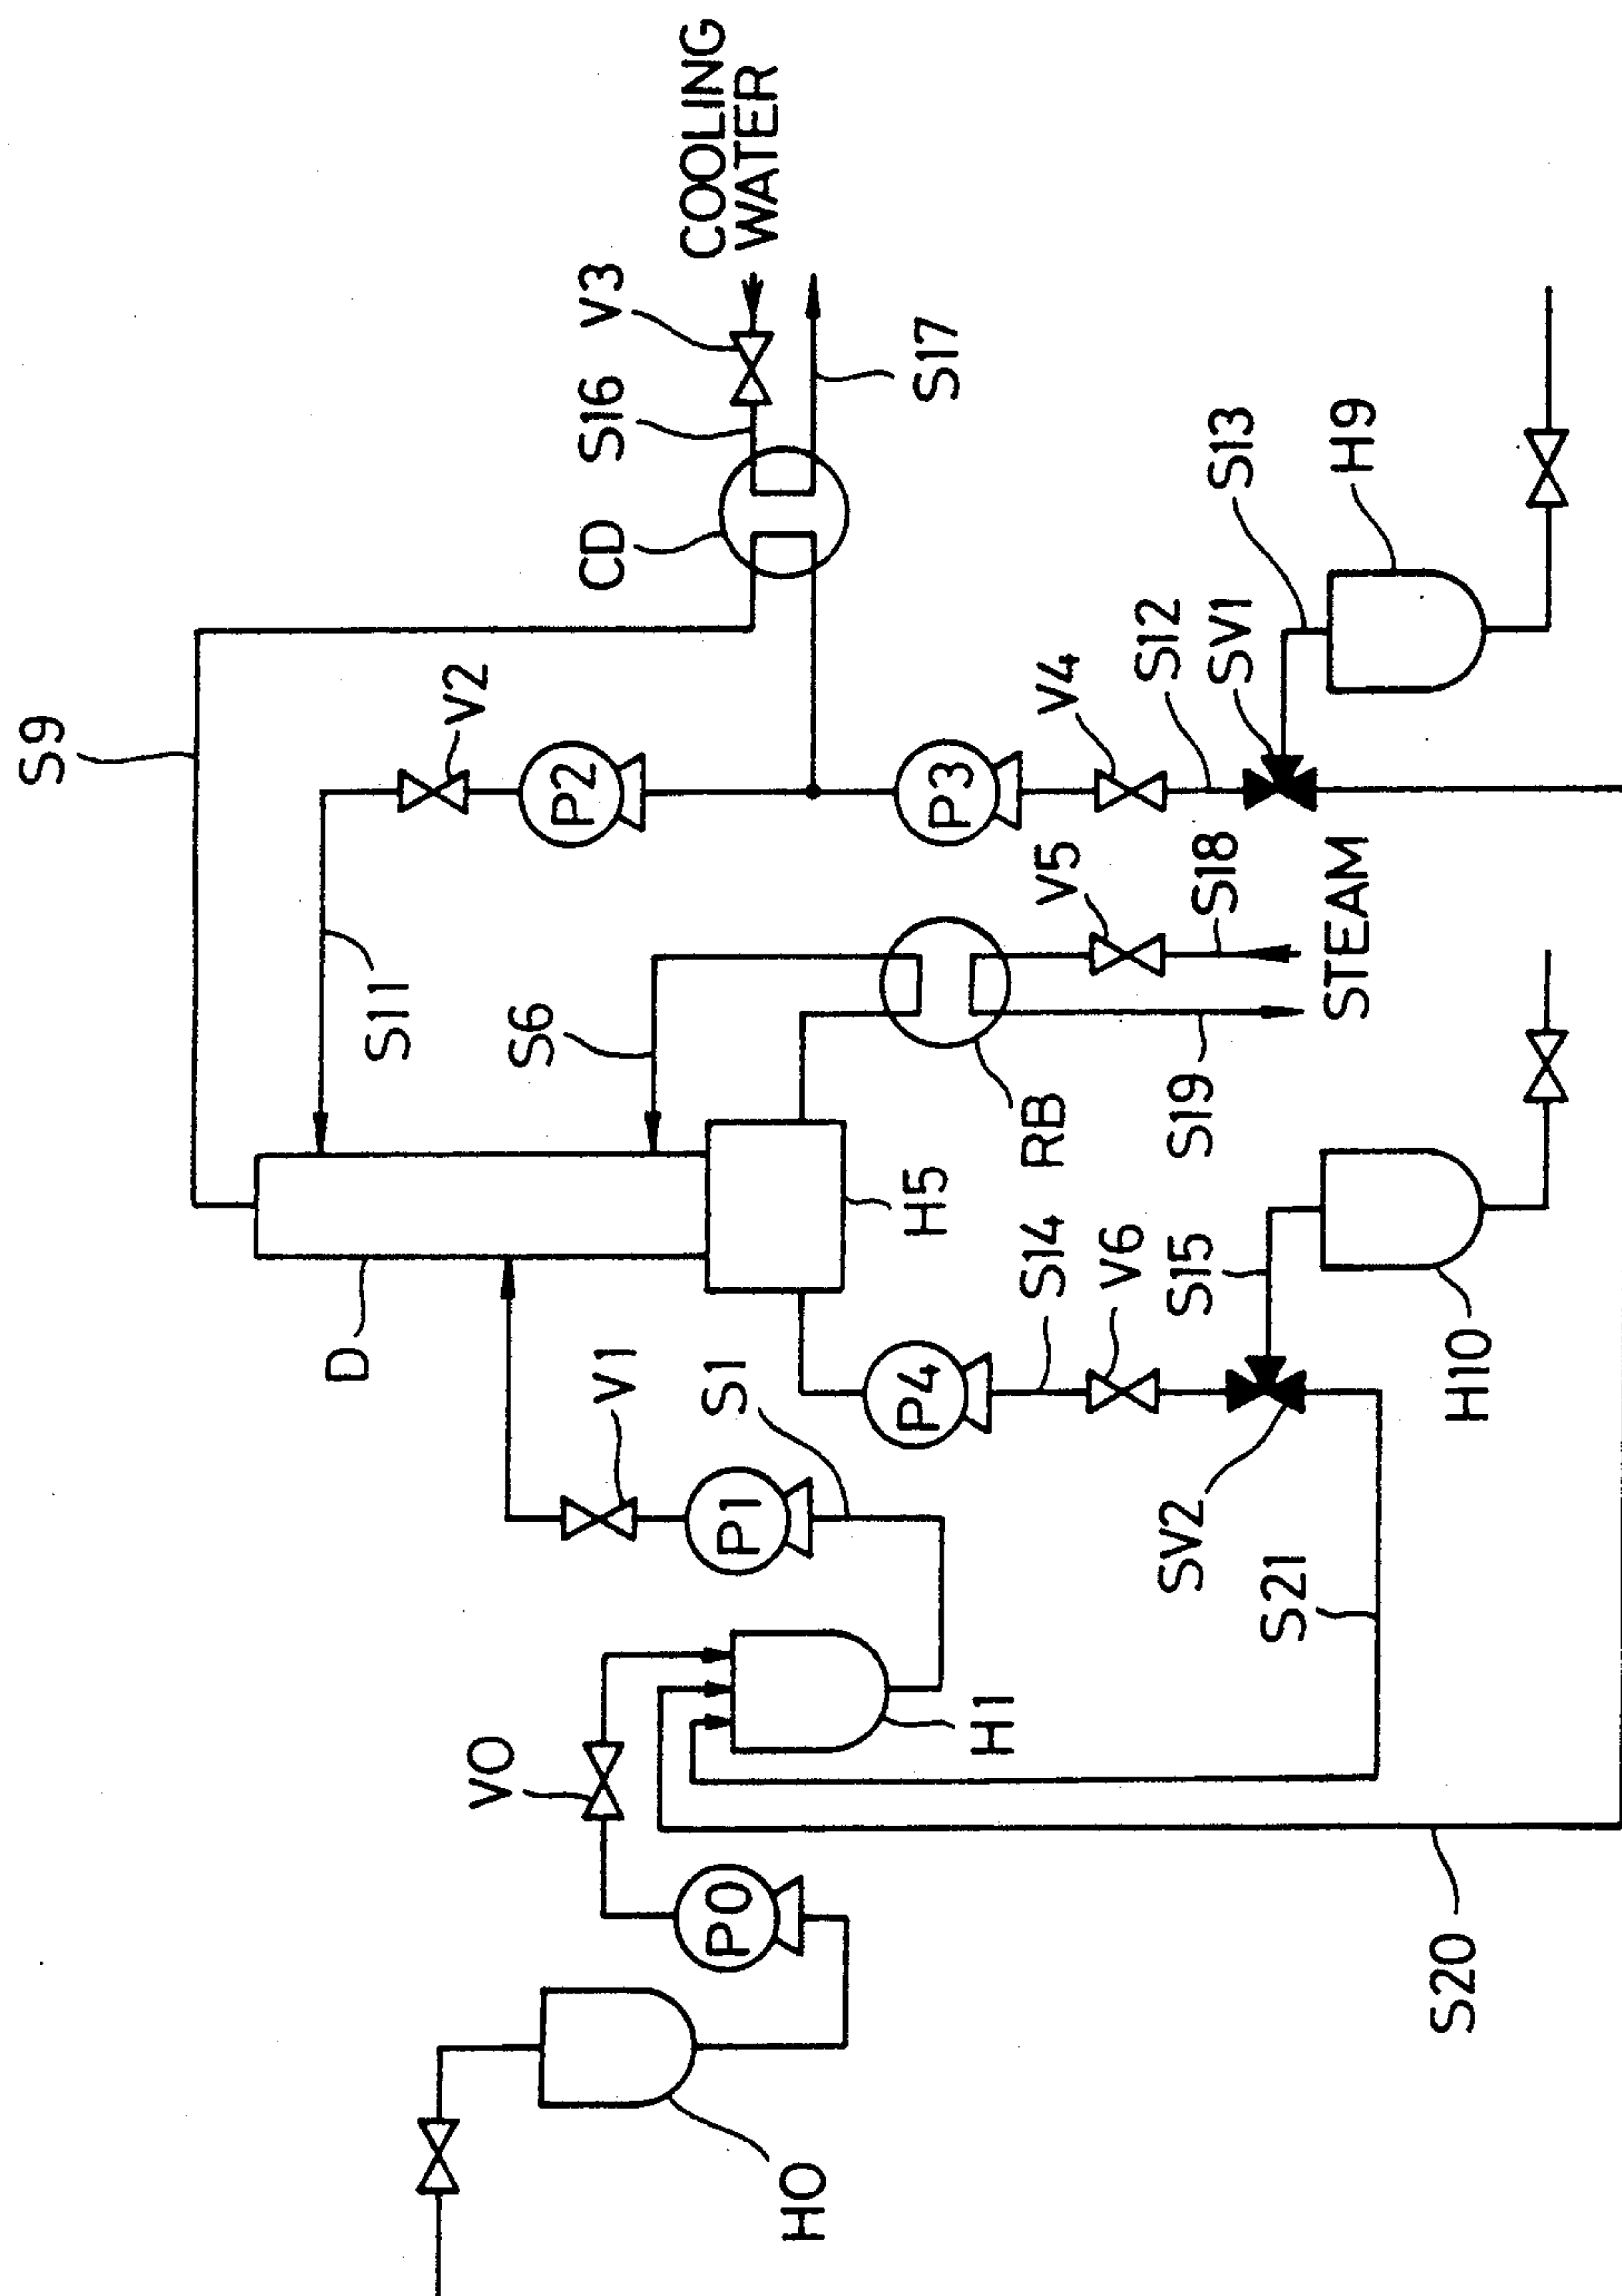 S9
COOLING
WATER
V3
S16
CD
S17
V2
P2
S11
S6
V4
P3
S12
SV1
S13
H9
V5
S18
STEAM
RB
S19
H5
D
V1
S1
P1
P4
S14
V6
S15
H10
SV2
S21
V0
P0
H1
H0
S20